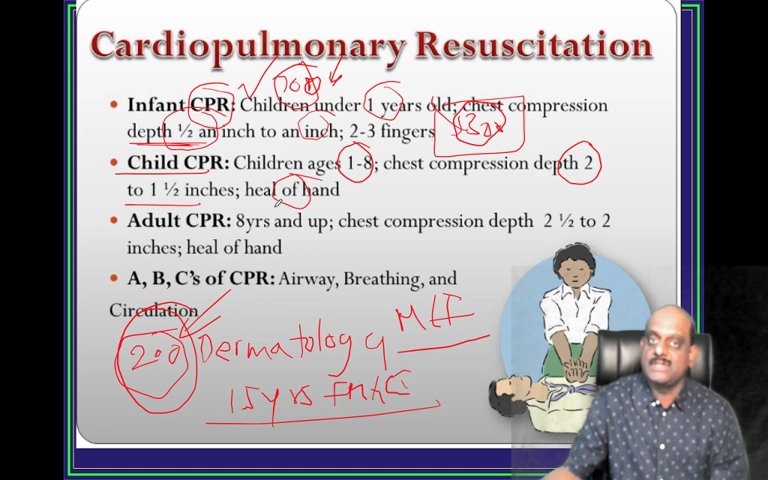 Cardiopulmonary Resuscitation
• Infant CPR: Children under 1 years old; chest compression
depth ½ an inch to an inch; 2-3 fingers
• Child CPR: Children ages 1-8; chest compression depth 2
to 1 ½ inches; heal of hand
• Adult CPR: 8yrs and up; chest compression depth 2 ½ to 2
inches; heal of hand
• A, B, C's of CPR: Airway, Breathing, and
Circulation
200 Dermatology
15yrs